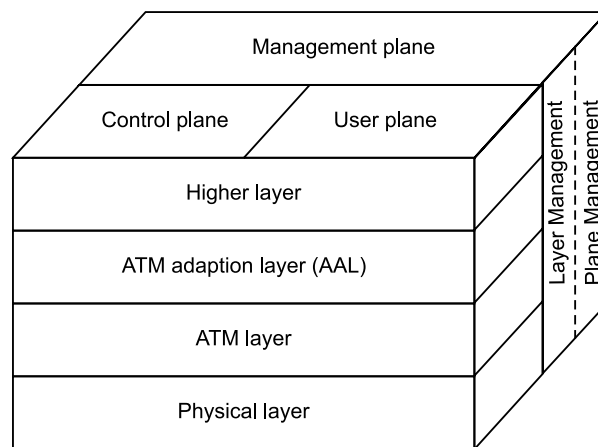 Management plane
Control plane
User plane
Higher layer
ATM adaption layer (AAL)
ATM layer
Physical layer
Layer Management
Plane Management